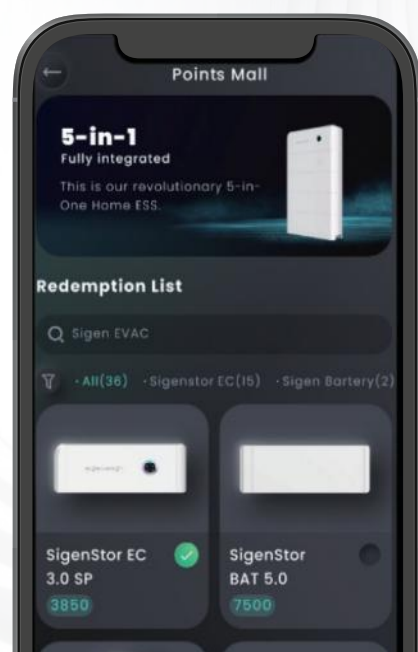 Points Mall
5-in-1
Fully integrated
This is our revolutionary 5-in-
One Home ESS.
Redemption List
Sigen EVAC
·All(36) ·Sigenstor EC(15) ·Sigen Bartery(2)
SigenStor EC
3.0 SP
3850
SigenStor
BAT 5.0
7500